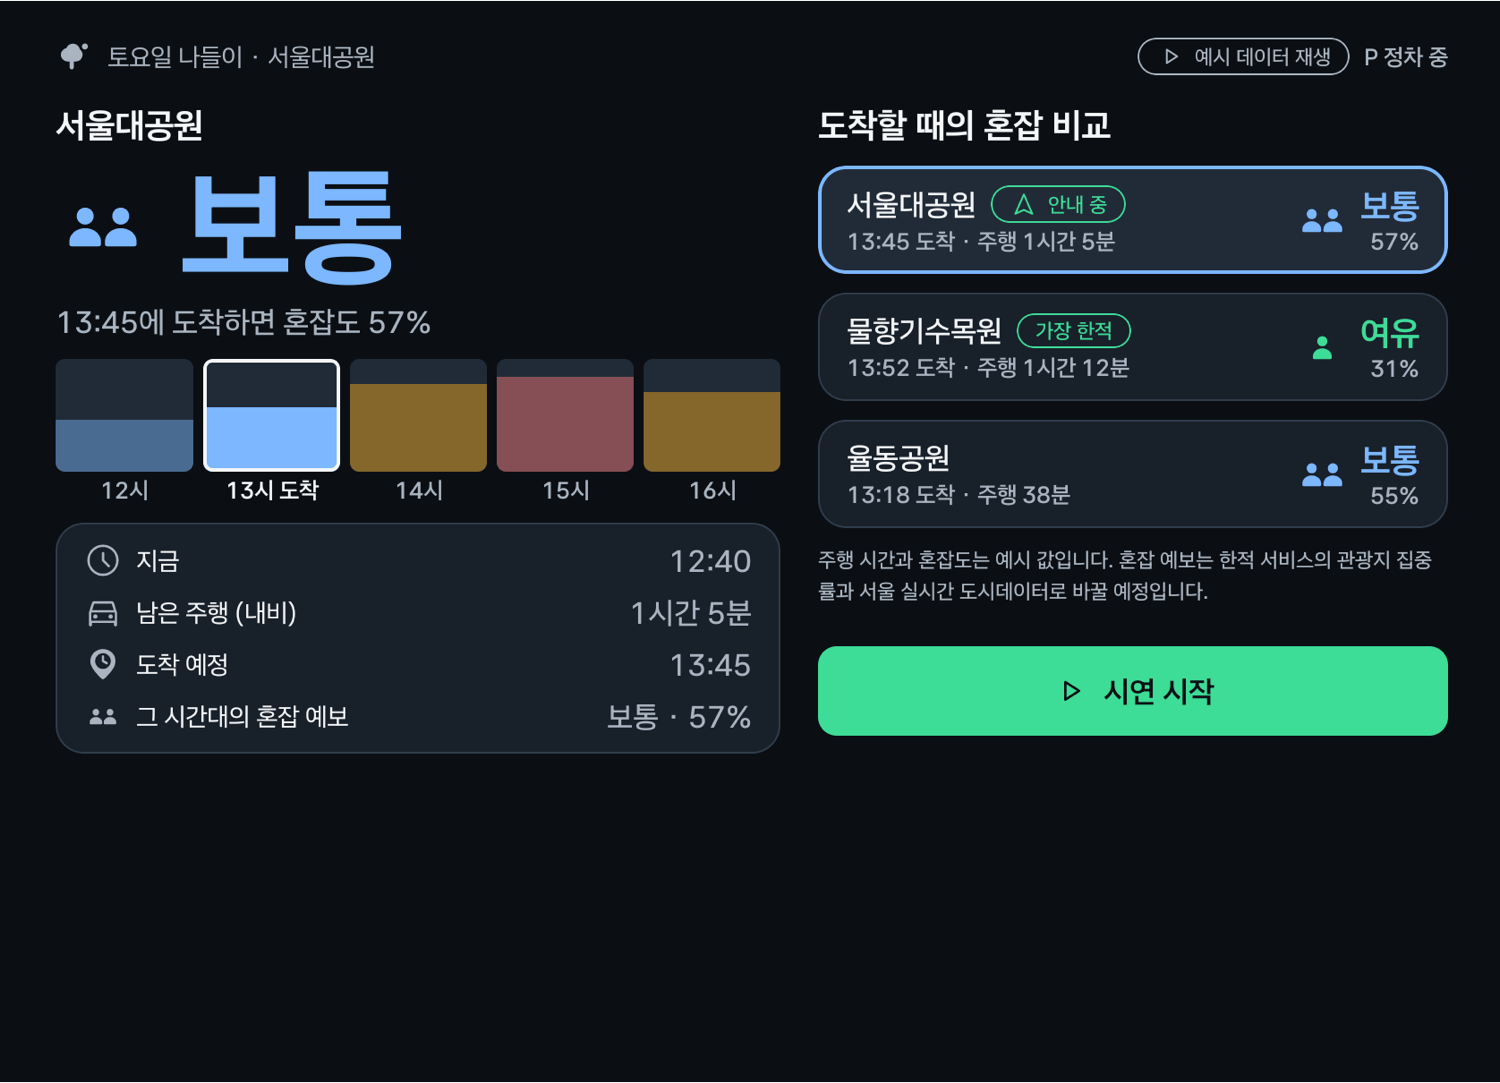 토요일 나들이 · 서울대공원
예시 데이터 재생
P 정차 중
서울대공원
보통
13:45에 도착하면 혼잡도 57%
12시
13시 도착
14시
15시
16시
지금
12:40
남은 주행 (내비)
1시간 5분
도착 예정
13:45
그 시간대의 혼잡 예보
보통 · 57%
도착할 때의 혼잡 비교
서울대공원
안내 중
보통
13:45 도착 · 주행 1시간 5분
57%
물향기수목원
가장 한적
여유
13:52 도착 · 주행 1시간 12분
31%
율동공원
보통
13:18 도착 · 주행 38분
55%
주행 시간과 혼잡도는 예시 값입니다. 혼잡 예보는 한적 서비스의 관광지 집중
률과 서울 실시간 도시데이터로 바꿀 예정입니다.
시연 시작